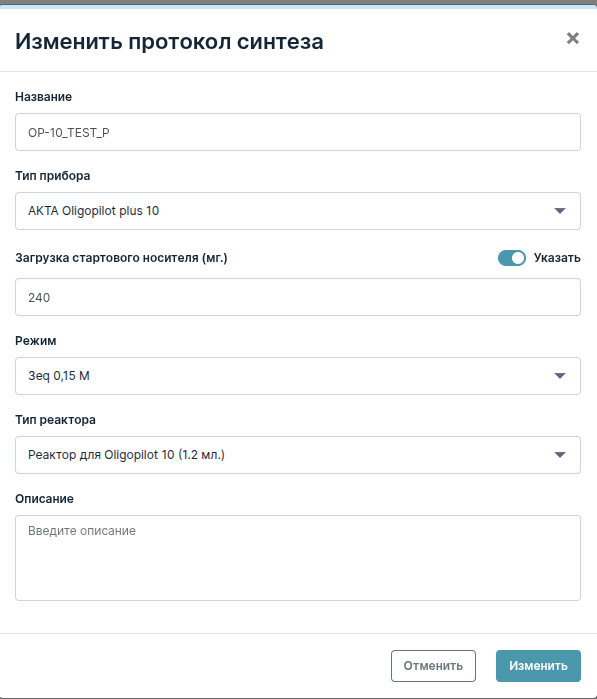 Изменить протокол синтеза
×
Название
OP-10_TEST_P
Тип прибора
AKTA Oligopilot plus 10
Загрузка стартового носителя (мг.)
Указать
240
Режим
3eq 0,15 M
Тип реактора
Реактор для Oligopilot 10 (1.2 мл.)
Описание
Введите описание
Отменить
Изменить